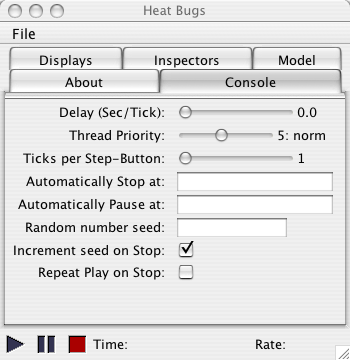 Heat Bugs
File
Displays Inspectors Model
About Console
Delay (Sec/Tick): 0.0
Thread Priority: 5: norm
Ticks per Step-Button: 1
Automatically Stop at:
Automatically Pause at:
Random number seed:
Increment seed on Stop:
Repeat Play on Stop:
Time: Rate: